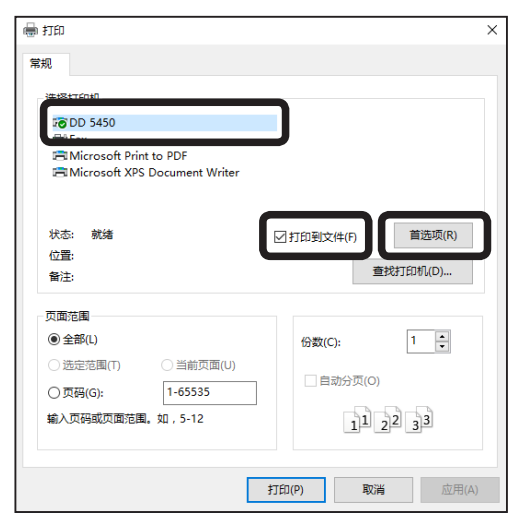 打印
常规
选择打印机
DD 5450
Fax
Microsoft Print to PDF
Microsoft XPS Document Writer
状态: 就绪
打印到文件(F)
首选项(R)
位置:
备注:
查找打印机(D)...
页面范围
全部(L)
选定范围(T) 当前页面(U)
页码(G): 1-65535
输入页码或页面范围。如，5-12
份数(C): 1
自动分页(O)
1 1 2 2 3 3
打印(P) 取消 应用(A)